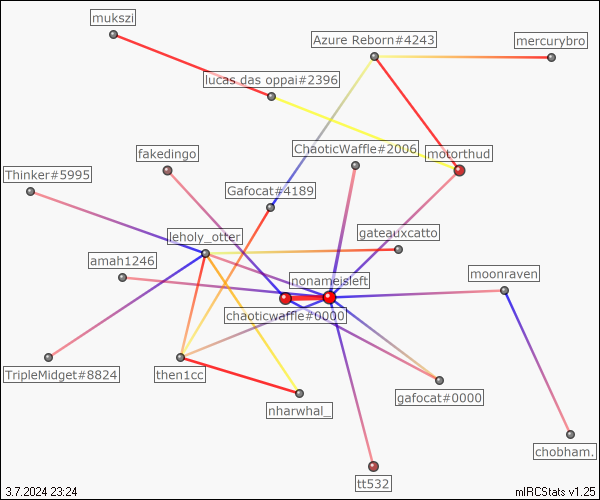 mukszi
Azure Reborn#4243
mercurybro
lucas das oppai#2396
ChaoticWaffle#2006
fakedingo
motorthud
Thinker#5995
Gafocat#4189
leholy_otter
gateauxcatto
amah1246
nonameisleft
moonraven
chaoticwaffle#0000
TripleMidget#8824
then1cc
gafocat#0000
nharwhal_
chobham.
tt532
3.7.2024 23:24
mIRCStats v1.25